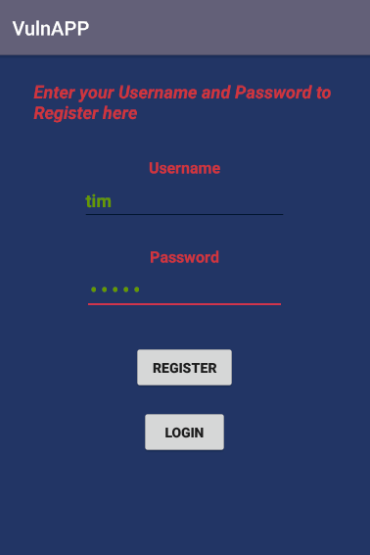 VulnAPP
Enter your Username and Password to
Register here
Username
tim
Password
•••••
REGISTER
LOGIN